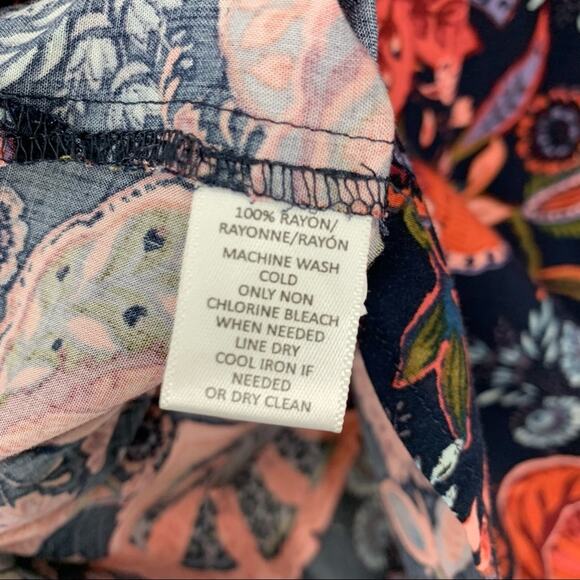 100% RAYON/
RAYONNE/RAYÓN
MACHINE WASH
COLD
ONLY NON
CHLORINE BLEACH
WHEN NEEDED
LINE DRY
COOL IRON IF
NEEDED
OR DRY CLEAN